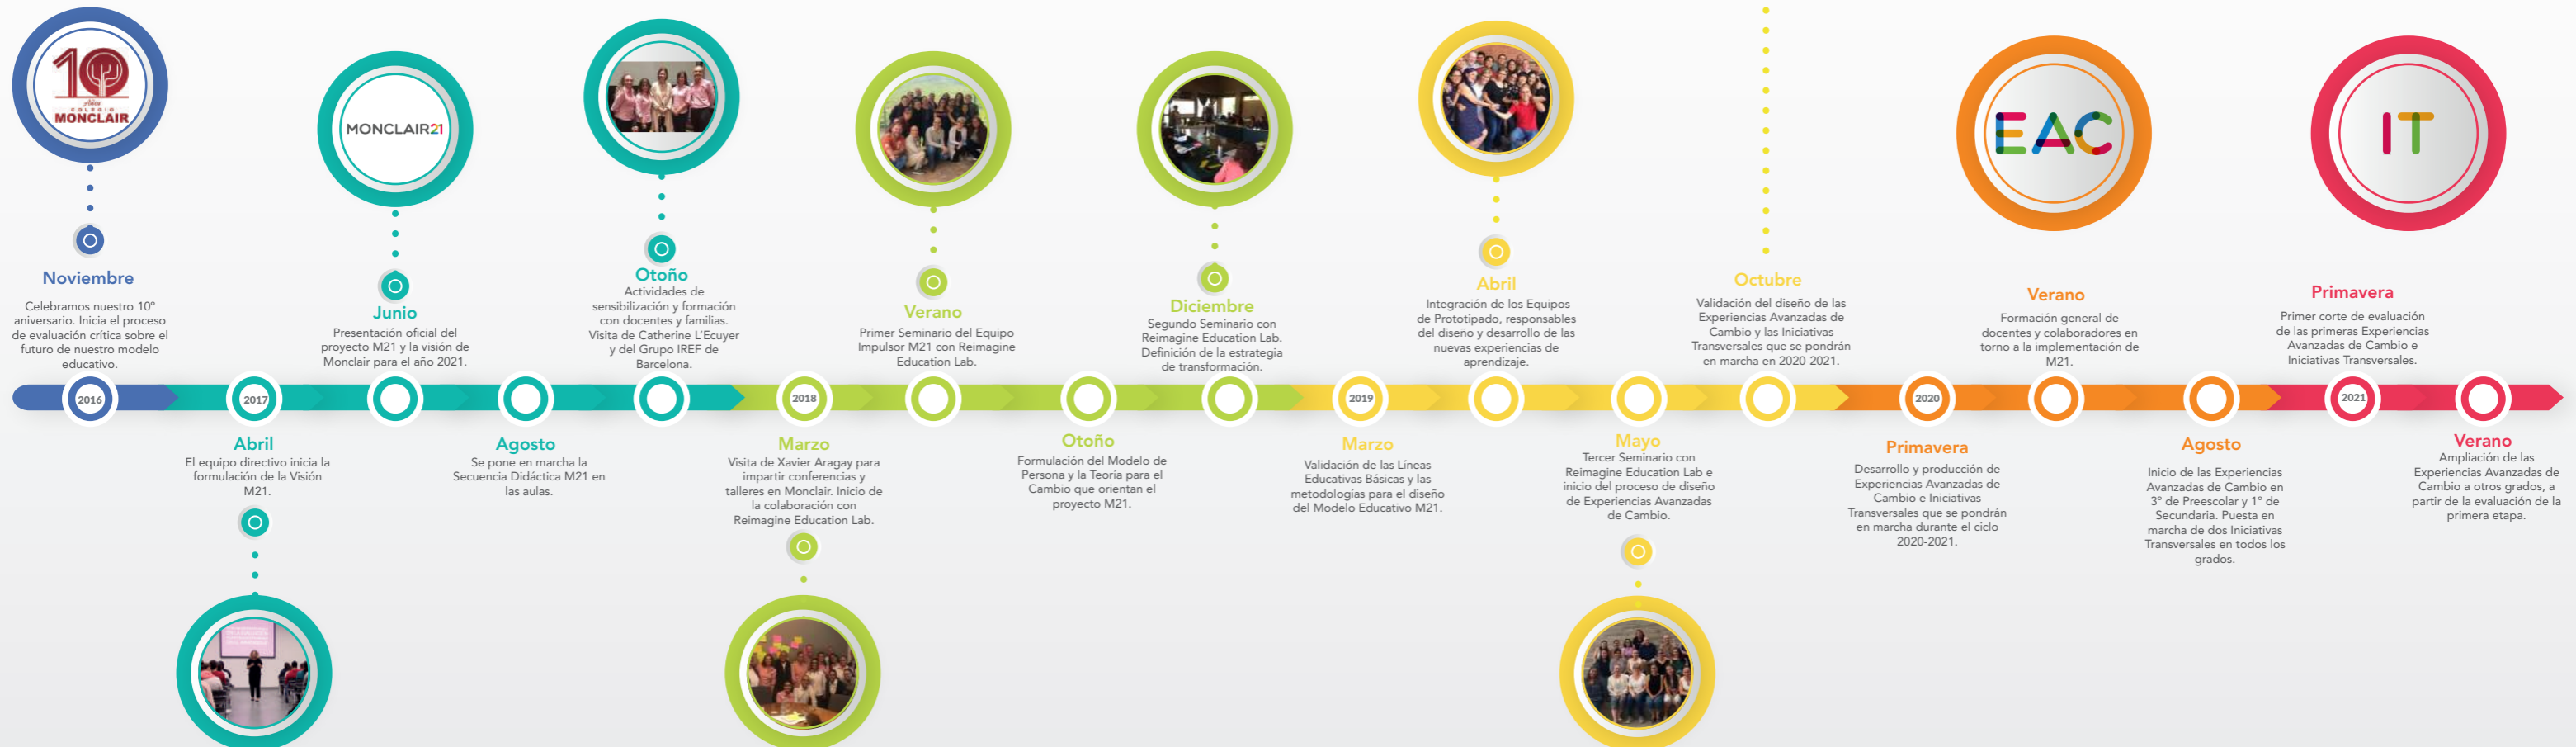 10
Años
COLEGIO
MONCLAIR
Noviembre
Celebramos nuestro 10º
aniversario. Inicia el proceso
de evaluación crítica sobre el
futuro de nuestro modelo
educativo.
2016
2017
Abril
El equipo directivo inicia la
formulación de la Visión
M21.
MONCLAIR21
Junio
Presentación oficial del
proyecto M21 y la visión de
Monclair para el año 2021.
Agosto
Se pone en marcha la
Secuencia Didáctica M21 en
las aulas.
Otoño
Actividades de
sensibilización y formación
con docentes y familias.
Visita de Catherine L'Ecuyer
y del Grupo IREF de
Barcelona.
2018
Marzo
Visita de Xavier Aragay para
impartir conferencias y
talleres en Monclair. Inicio de
la colaboración con
Reimagine Education Lab.
Verano
Primer Seminario del Equipo
Impulsor M21 con Reimagine
Education Lab.
Otoño
Formulación del Modelo de
Persona y la Teoría para el
Cambio que orientan el
proyecto M21.
Diciembre
Segundo Seminario con
Reimagine Education Lab.
Definición de la estrategia
de transformación.
2019
Marzo
Validación de las Líneas
Educativas Básicas y las
metodologías para el diseño
del Modelo Educativo M21.
Abril
Integración de los Equipos
de Prototipado, responsables
del diseño y desarrollo de las
nuevas experiencias de
aprendizaje.
Mayo
Tercer Seminario con
Reimagine Education Lab e
inicio del proceso de diseño
de Experiencias Avanzadas
de Cambio.
Octubre
Validación del diseño de las
Experiencias Avanzadas de
Cambio y las Iniciativas
Transversales que se pondrán
en marcha en 2020-2021.
2020
Primavera
Desarrollo y producción de
Experiencias Avanzadas de
Cambio e Iniciativas
Transversales que se pondrán
en marcha durante el ciclo
2020-2021.
EAC
Verano
Formación general de
docentes y colaboradores en
torno a la implementación de
M21.
Agosto
Inicio de las Experiencias
Avanzadas de Cambio en
3º de Preescolar y 1º de
Secundaria. Puesta en
marcha de dos Iniciativas
Transversales en todos los
grados.
IT
Primavera
Primer corte de evaluación
de las primeras Experiencias
Avanzadas de Cambio e
Iniciativas Transversales.
2021
Verano
Ampliación de las
Experiencias Avanzadas de
Cambio a otros grados, a
partir de la evaluación de la
primera etapa.